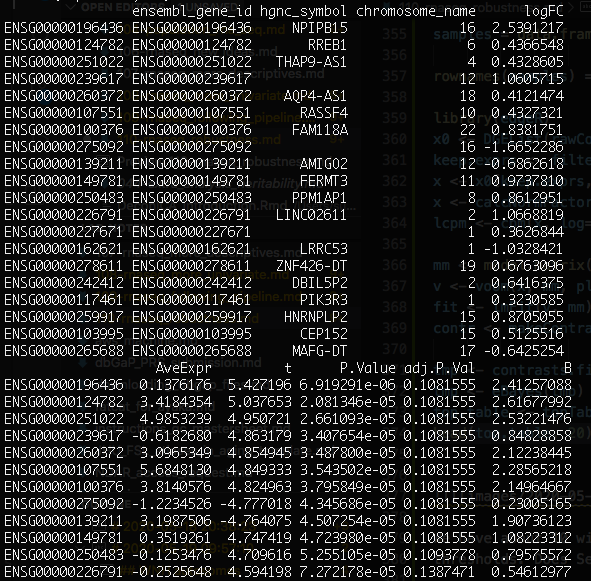 ensembl_gene_id hgnc_symbol chromosome_name logFC
ENSG00000196436 ENSG00000196436 NPIPB15 16 2.5391217
ENSG00000124782 ENSG00000124782 RREB1 6 0.4366548
ENSG00000251022 ENSG00000251022 THAP9-AS1 4 0.4328605
ENSG00000239617 ENSG00000239617 12 1.0605715
ENSG00000260372 ENSG00000260372 AQP4-AS1 18 0.4121474
ENSG00000107551 ENSG00000107551 RASSF4 10 0.4327321
ENSG00000100376 ENSG00000100376 FAM118A 22 0.8381751
ENSG00000275092 ENSG00000275092 16 -1.6652286
ENSG00000139211 ENSG00000139211 AMIGO2 12 -0.6862618
ENSG00000149781 ENSG00000149781 FERMT3 11 0.9737810
ENSG00000250483 ENSG00000250483 PPM1AP1 8 0.8612951
ENSG00000226791 ENSG00000226791 LINC02611 2 1.0668819
ENSG00000227671 ENSG00000227671 1 0.3626844
ENSG00000162621 ENSG00000162621 LRRC53 1 -1.0328421
ENSG00000278611 ENSG00000278611 ZNF426-DT 19 0.6763096
ENSG00000242412 ENSG00000242412 DBIL5P2 2 0.6416375
ENSG00000117461 ENSG00000117461 PIK3R3 1 0.3230585
ENSG00000259917 ENSG00000259917 HNRNPLP2 15 0.8705055
ENSG00000103995 ENSG00000103995 CEP152 15 0.5125516
ENSG00000265688 ENSG00000265688 MAFG-DT 17 -0.6425254
AveExpr t P.Value adj.P.Val B
ENSG00000196436 0.1376176 5.427196 6.919291e-06 0.1081555 2.41257088
ENSG00000124782 3.4184354 5.037653 2.081346e-05 0.1081555 2.61677992
ENSG00000251022 4.9853239 4.950721 2.661093e-05 0.1081555 2.53221476
ENSG00000239617 -0.6182680 4.863179 3.407654e-05 0.1081555 0.84828858
ENSG00000260372 3.0965349 4.854945 3.487800e-05 0.1081555 2.12238445
ENSG00000107551 5.6848130 4.849333 3.543502e-05 0.1081555 2.28565218
ENSG00000100376 3.8140576 4.824963 3.795849e-05 0.1081555 2.14964667
ENSG00000275092 -1.2234526 -4.777018 4.345686e-05 0.1081555 0.23005165
ENSG00000139211 3.1987506 -4.764075 4.507254e-05 0.1081555 1.90736123
ENSG00000149781 0.3519261 4.747419 4.723980e-05 0.1081555 1.08223312
ENSG00000250483 -0.1253476 4.709616 5.255105e-05 0.1093778 0.79575572
ENSG00000226791 -0.2525648 4.594198 7.272178e-05 0.1387471 0.54612977